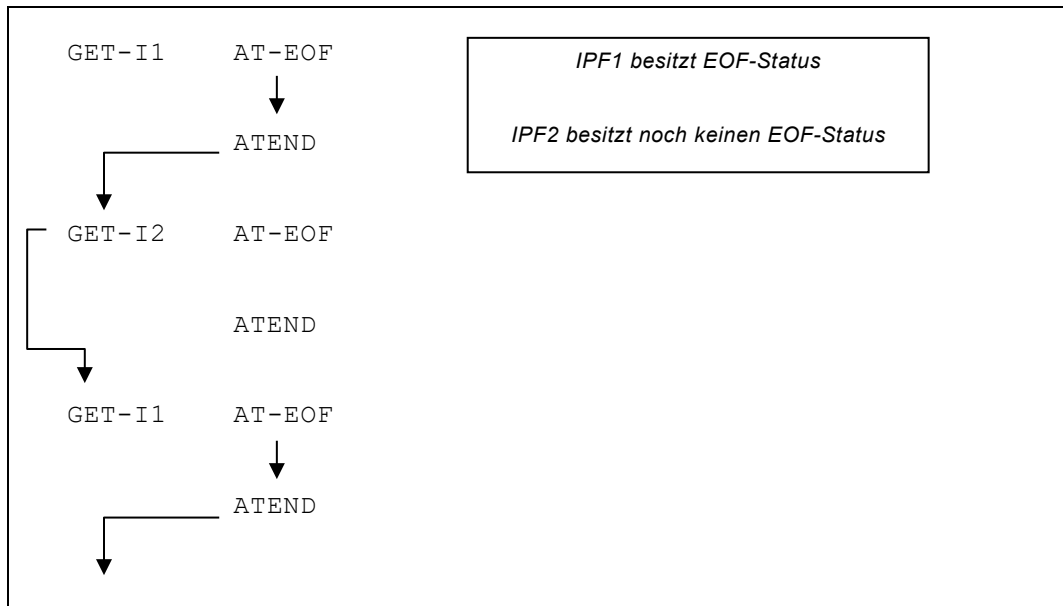 GET-I1 AT-EOF
IPF1 besitzt EOF-Status
ATEND
IPF2 besitzt noch keinen EOF-Status
GET-I2 AT-EOF
ATEND
GET-I1 AT-EOF
ATEND